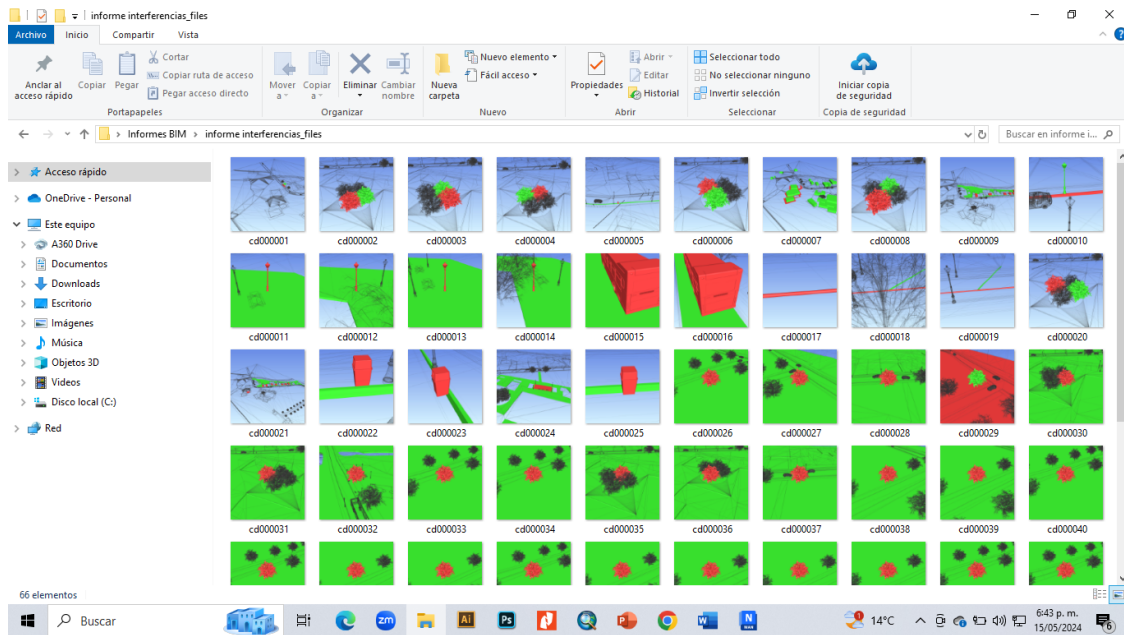 informe interferencias_files
Archivo Inicio Compartir Vista
Anclar al acceso rápido
Copiar
Pegar
Cortar
Copiar ruta de acceso
Pegar acceso directo
Portapapeles
Mover a
Copiar a
Eliminar
Cambiar nombre
Organizar
Nueva carpeta
Nuevo elemento
Fácil acceso
Nuevo
Propiedades
Abrir
Editar
Historial
Abrir
Seleccionar todo
No seleccionar ninguno
Invertir selección
Seleccionar
Iniciar copia de seguridad
Copia de seguridad
Informes BIM > informe interferencias_files
Buscar en informe i...
Acceso rápido
OneDrive - Personal
Este equipo
A360 Drive
Documentos
Downloads
Escritorio
Imágenes
Música
Objetos 3D
Videos
Disco local (C:)
Red
cd000001 cd000002 cd000003 cd000004 cd000005 cd000006 cd000007 cd000008 cd000009 cd000010
cd000011 cd000012 cd000013 cd000014 cd000015 cd000016 cd000017 cd000018 cd000019 cd000020
cd000021 cd000022 cd000023 cd000024 cd000025 cd000026 cd000027 cd000028 cd000029 cd000030
cd000031 cd000032 cd000033 cd000034 cd000035 cd000036 cd000037 cd000038 cd000039 cd000040
66 elementos
Buscar
zm
Ai
Ps
14°C
6:43 p. m.
15/05/2024
6